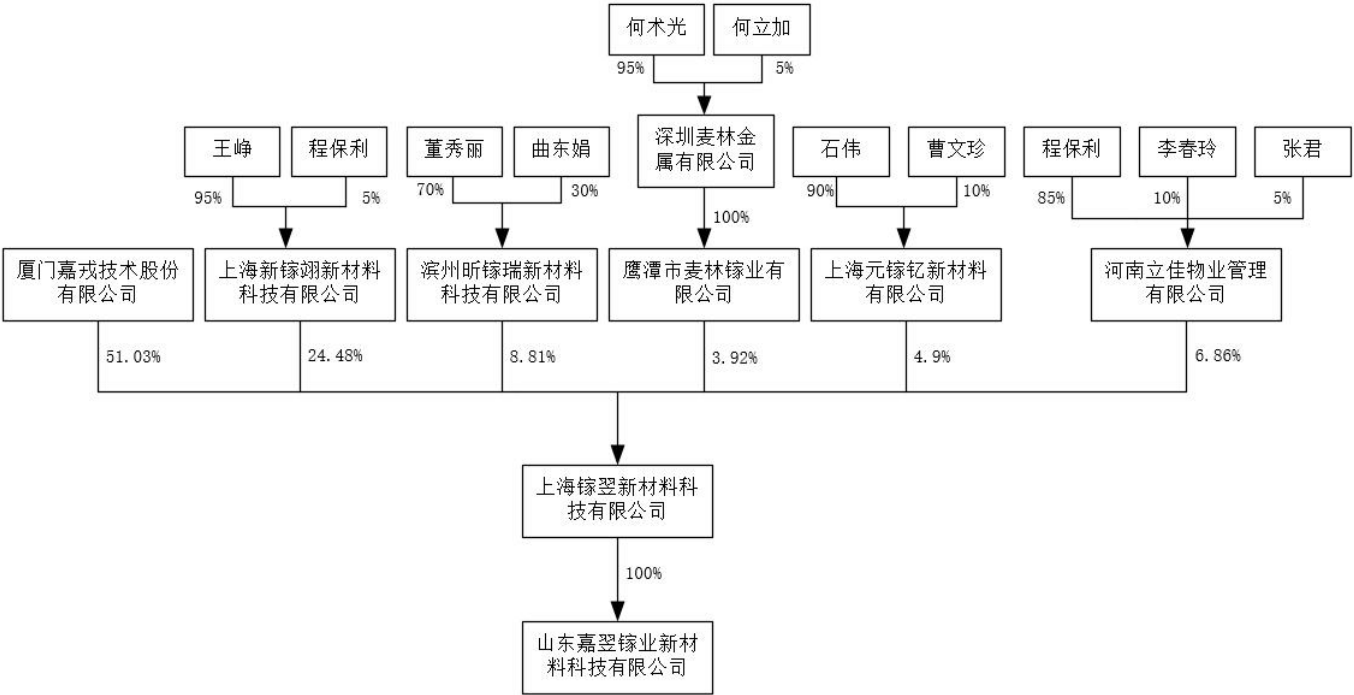 何术光
何立加
95%
5%
王峥
程保利
董秀丽
曲东娟
深圳麦林金
属有限公司
石伟
曹文珍
程保利
李春玲
张君
95%
5%
70%
30%
100%
90%
10%
85%
10%
5%
厦门嘉戎技术股份
有限公司
上海新镓翊新材料
科技有限公司
滨州昕镓瑞新材料
科技有限公司
鹰潭市麦林镓业有
限公司
上海元镓钇新材料
有限公司
河南立佳物业管理
有限公司
51.03%
24.48%
8.81%
3.92%
4.9%
6.86%
上海镓翌新材料科
技有限公司
100%
山东嘉翌镓业新材
料科技有限公司